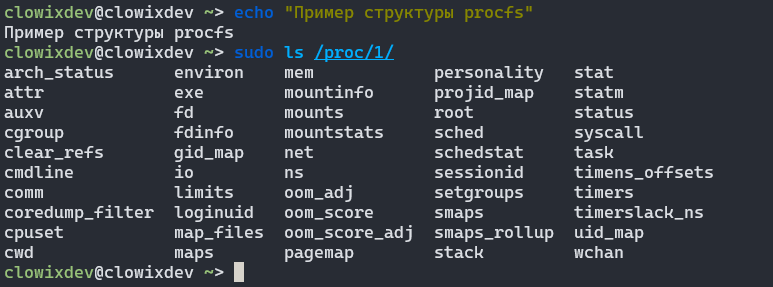 clowixdev@clowixdev ~> echo "Пример структуры procfs"
Пример структуры procfs
clowixdev@clowixdev ~> sudo ls /proc/1/
arch_status environ mem personality stat
attr exe mountinfo projid_map statm
auxv fd mounts root status
cgroup fdinfo mountstats sched syscall
clear_refs gid_map net schedstat task
cmdline io ns sessionid timens_offsets
comm limits oom_adj setgroups timers
coredump_filter loginuid oom_score smaps timerslack_ns
cpuset map_files oom_score_adj smaps_rollup uid_map
cwd maps pagemap stack wchan
clowixdev@clowixdev ~>